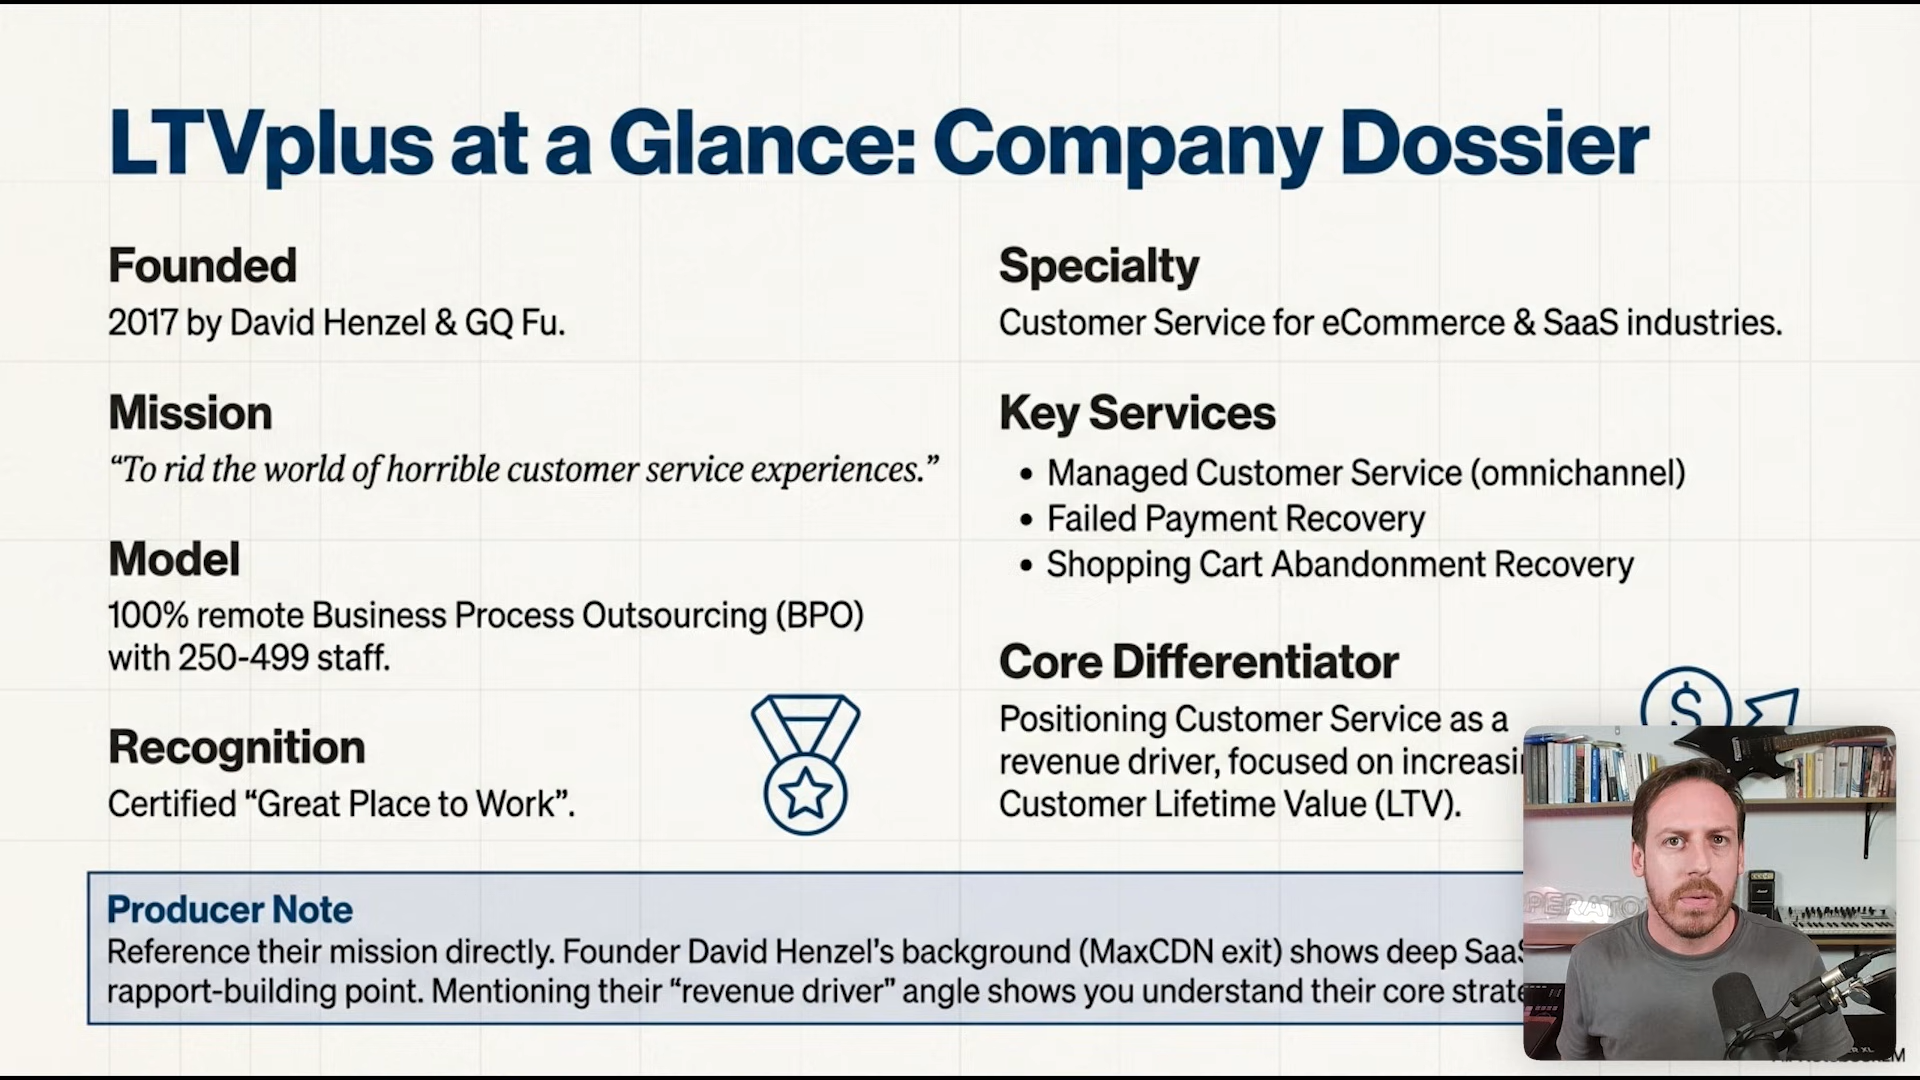 LTVplus at a Glance: Company Dossier
Founded
2017 by David Henzel & GQ Fu.
Mission
“To rid the world of horrible customer service experiences.”
Model
100% remote Business Process Outsourcing (BPO)
with 250-499 staff.
Recognition
Certified “Great Place to Work”.
Specialty
Customer Service for eCommerce & SaaS industries.
Key Services
• Managed Customer Service (omnichannel)
• Failed Payment Recovery
• Shopping Cart Abandonment Recovery
Core Differentiator
Positioning Customer Service as a
revenue driver, focused on increasi
Customer Lifetime Value (LTV).
$
Producer Note
Reference their mission directly. Founder David Henzel’s background (MaxCDN exit) shows deep SaaS
rapport-building point. Mentioning their “revenue driver” angle shows you understand their core strate